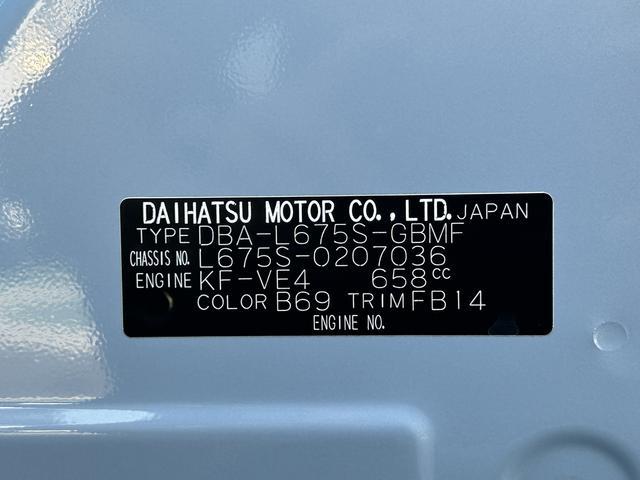 DAIHATSU MOTOR CO.,LTD. JAPAN
TYPE DBA-L675S-GBMF
CHASSIS NO. L675S-0207036
ENGINE KF-VE4 658cc
COLOR B69 TRIM FB14
ENGINE NO.